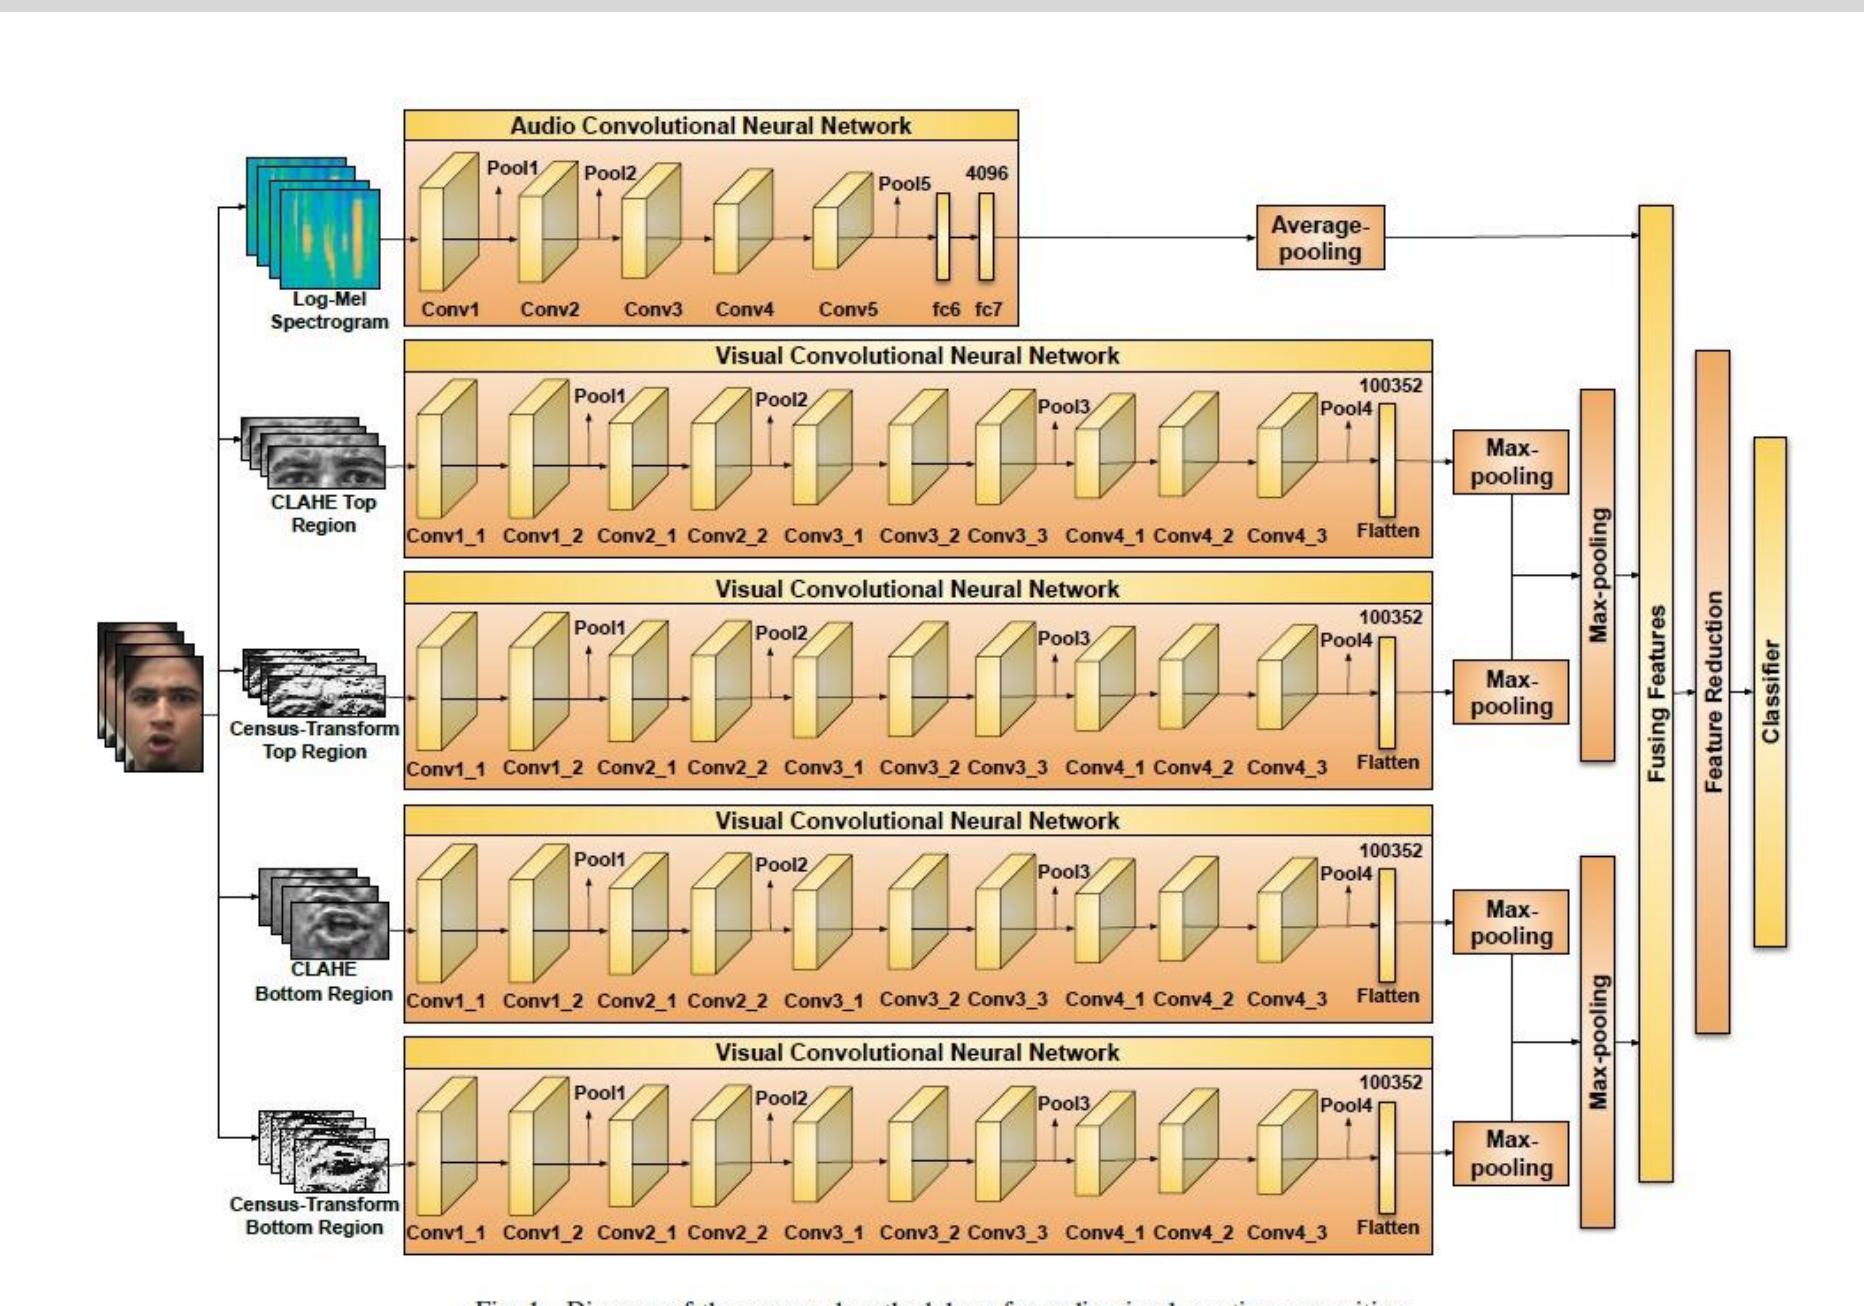 Audio Convolutional Neural Network
Pool1
Pool2
Pool5
4096
Conv1
Conv2
Conv3
Conv4
Conv5
fc6
fc7
Log-Mel
Spectrogram
Average-
pooling
Visual Convolutional Neural Network
Pool1
Pool2
Pool3
Pool4
100352
Conv1_1
Conv1_2
Conv2_1
Conv2_2
Conv3_1
Conv3_2
Conv3_3
Conv4_1
Conv4_2
Conv4_3
Flatten
CLAHE Top
Region
Max-
pooling
Visual Convolutional Neural Network
Pool1
Pool2
Pool3
Pool4
100352
Conv1_1
Conv1_2
Conv2_1
Conv2_2
Conv3_1
Conv3_2
Conv3_3
Conv4_1
Conv4_2
Conv4_3
Flatten
Census-Transform
Top Region
Max-
pooling
Max-pooling
Visual Convolutional Neural Network
Pool1
Pool2
Pool3
Pool4
100352
Conv1_1
Conv1_2
Conv2_1
Conv2_2
Conv3_1
Conv3_2
Conv3_3
Conv4_1
Conv4_2
Conv4_3
Flatten
CLAHE
Bottom Region
Max-
pooling
Visual Convolutional Neural Network
Pool1
Pool2
Pool3
Pool4
100352
Conv1_1
Conv1_2
Conv2_1
Conv2_2
Conv3_1
Conv3_2
Conv3_3
Conv4_1
Conv4_2
Conv4_3
Flatten
Census-Transform
Bottom Region
Max-
pooling
Max-pooling
Fusing Features
Feature Reduction
Classifier